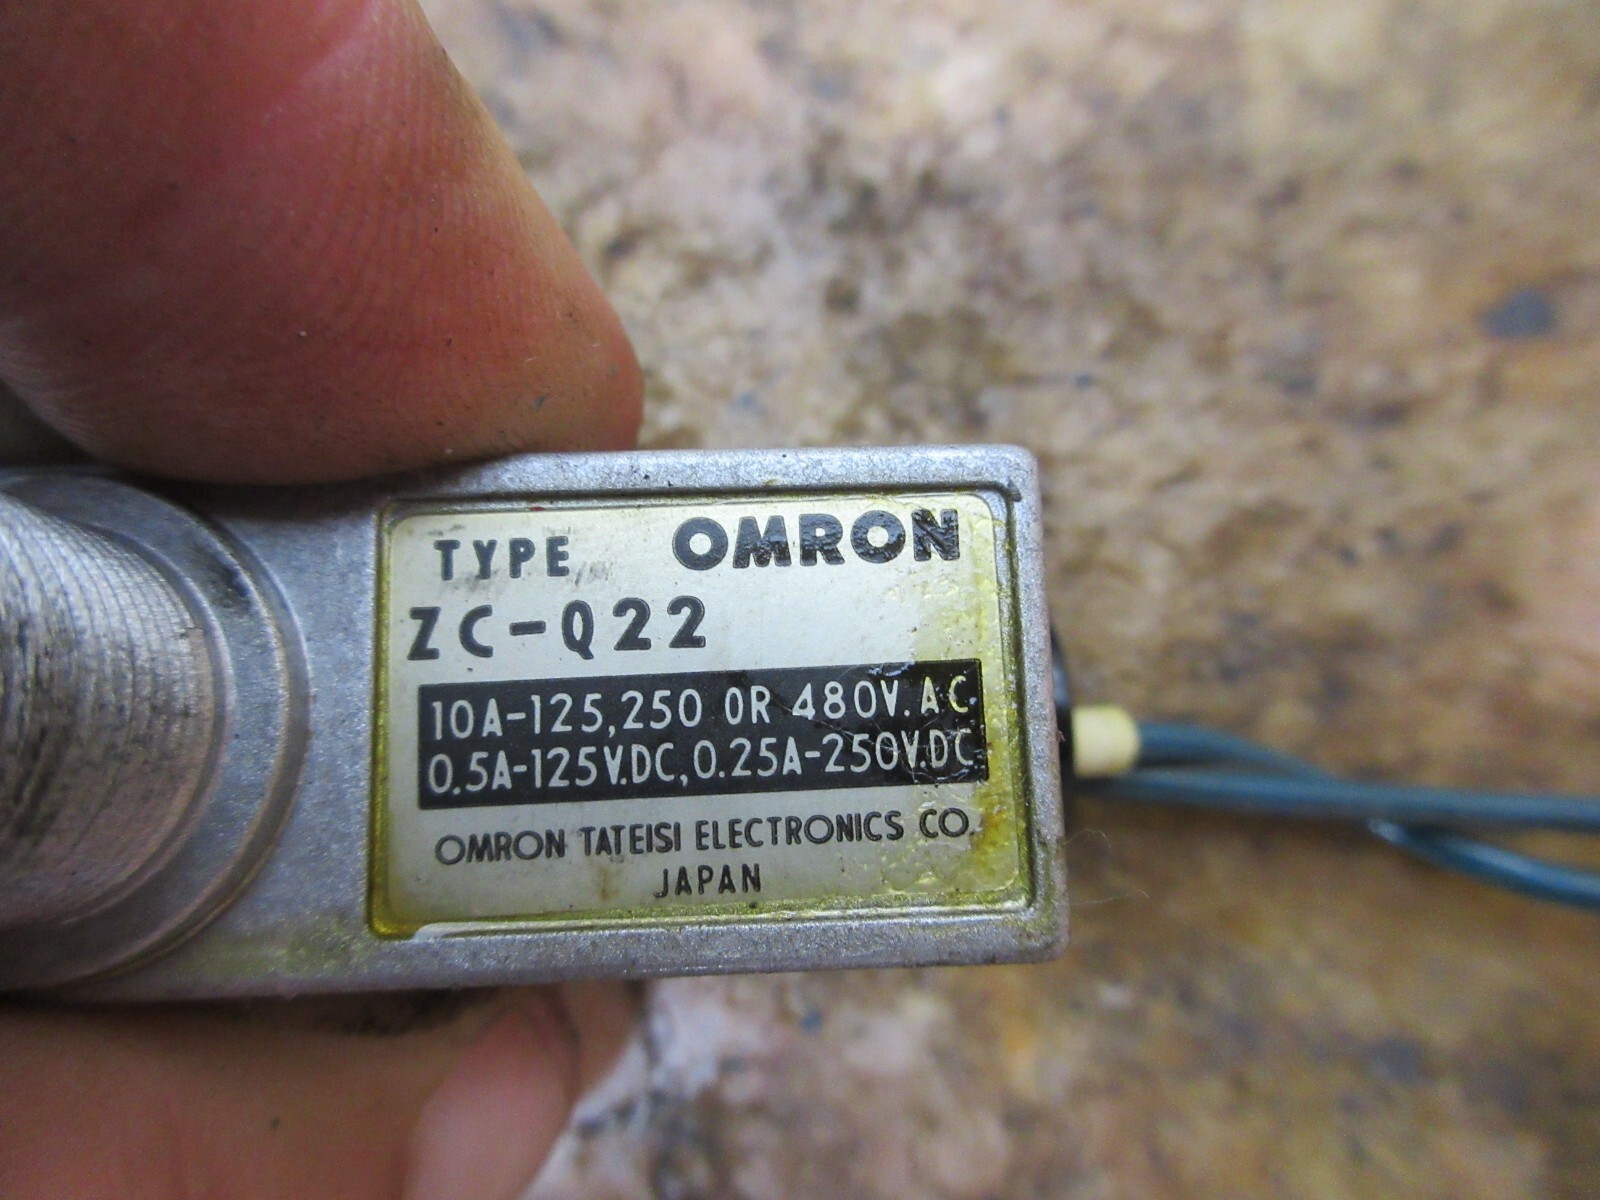 TYPE OMRON
ZC-Q22
10A-125,250 OR 480V.AC
0.5A-125V.DC,0.25A-250V.DC
OMRON TATEISI ELECTRONICS CO.
JAPAN